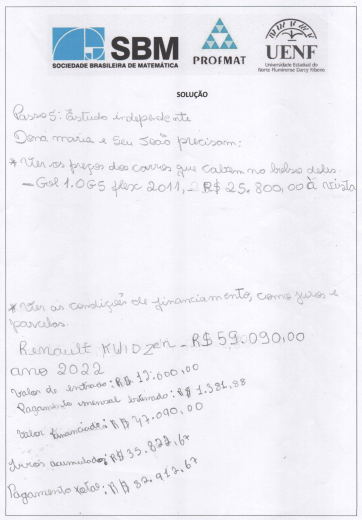 SBM
SOCIEDADE BRASILEIRA DE MATEMÁTICA
PROFMAT
UENF
Universidade Estadual do
Norte Fluminense Darcy Ribeiro
SOLUÇÃO
Passo 5: Estudo independente
Dona maria e Seu João precisam:
* Ver os preços dos carros que cabem no bolso deles.
- Gol 1.0 G5 flex 2011, - R$ 25.800,00 à vista
* Ver as condições de financiamento, como juros e
parcelas.
Renault KWID Zen - R$ 59.090,00
ano 2022
Valor de entrada: R$ 12.000,00
Pagamento mensal estimado: R$ 1.381,88
Valor financiado: R$ 47.090,00
Juros acumulados: R$ 35.822,67
Pagamento total: R$ 82.912,67